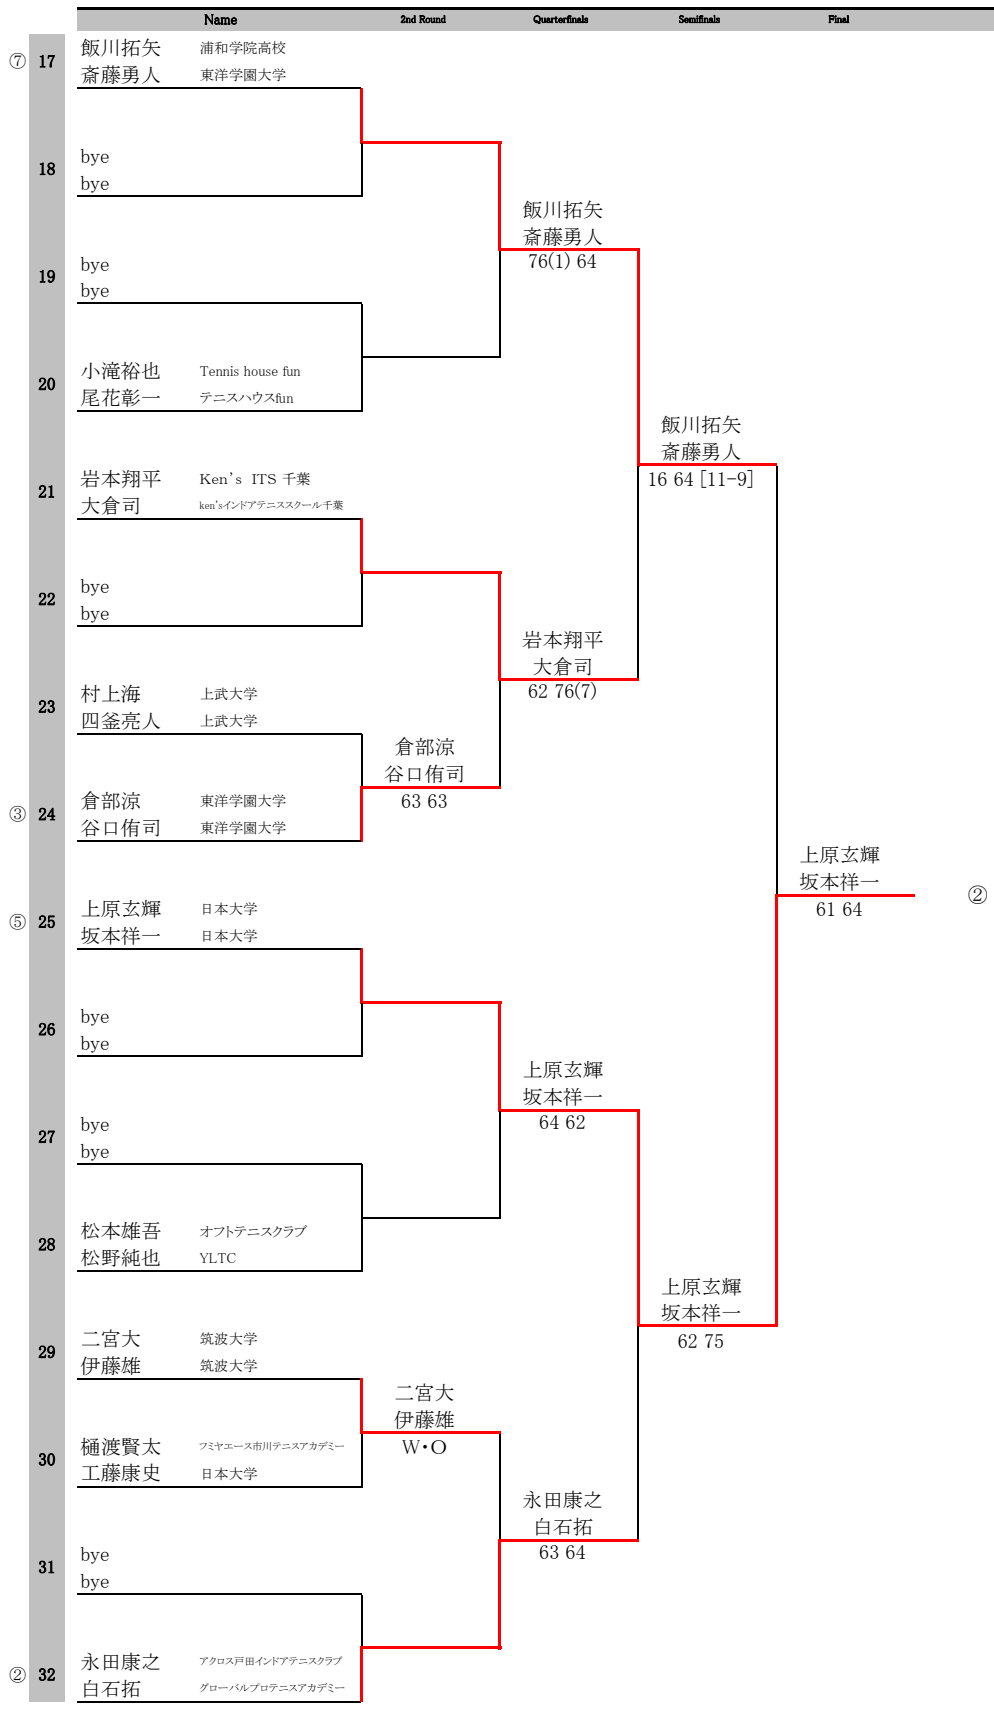 Name 2nd Round Quarterfinals Semifinals Final
飯川拓矢 浦和学院高校
⑦ 17
斎藤勇人 東洋学園大学
bye
18
bye
飯川拓矢
斎藤勇人
76(1) 64
bye
19
bye
小滝裕也 Tennis house fun
20
尾花彰一 テニスハウスfun
飯川拓矢
斎藤勇人
16 64 [11-9]
岩本翔平 Ken's ITS 千葉
21
大倉司 ken'sインドアテニススクール千葉
bye
22
bye
岩本翔平
大倉司
62 76(7)
村上海 上武大学
23
四釜亮人 上武大学
倉部涼
谷口侑司
63 63
倉部涼 東洋学園大学
③ 24
谷口侑司 東洋学園大学
上原玄輝
坂本祥一
61 64
②
上原玄輝 日本大学
⑤ 25
坂本祥一 日本大学
bye
26
bye
上原玄輝
坂本祥一
64 62
bye
27
bye
松本雄吾 オフトテニスクラブ
28
松野純也 YLTC
上原玄輝
坂本祥一
62 75
二宮大 筑波大学
29
伊藤雄 筑波大学
二宮大
伊藤雄
W・O
樋渡賢太 フミヤエース市川テニスアカデミー
30
工藤康史 日本大学
永田康之
白石拓
63 64
bye
31
bye
永田康之 アクロス戸田インドアテニスクラブ
② 32
白石拓 グローバルプロテニスアカデミー